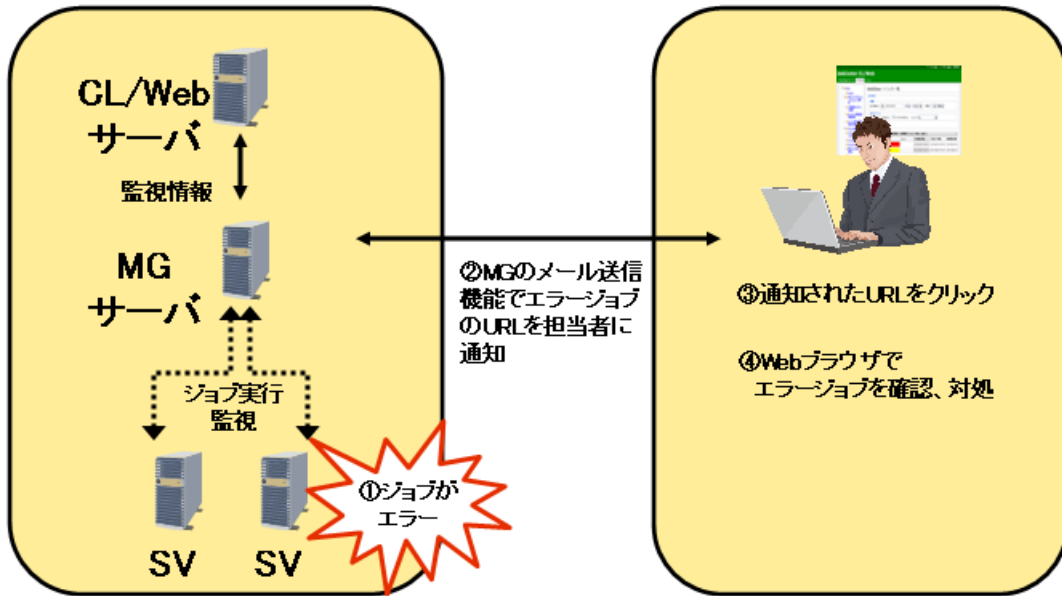 CL/Web
サーバ
監視情報
MG
サーバ
ジョブ実行
監視
SV
SV
①ジョブが
エラー
②MGのメール送信
機能でエラージョブ
のURLを担当者に
通知
③通知されたURLをクリック
④Webブラウザで
エラージョブを確認、対処